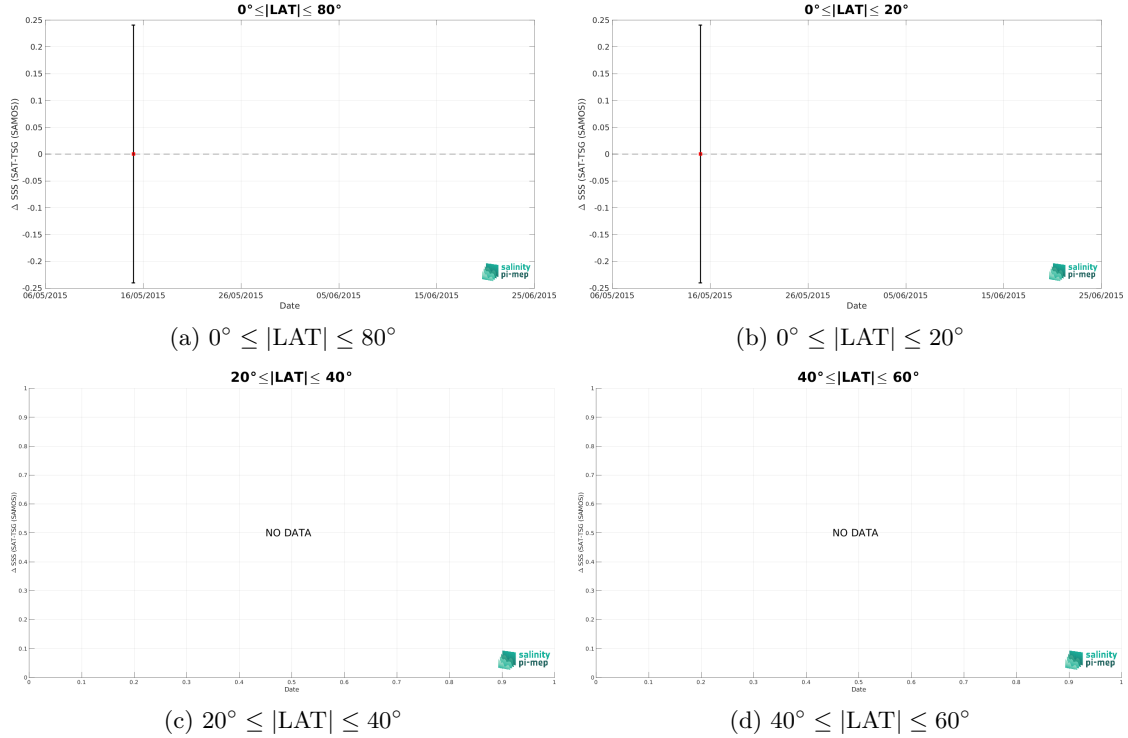 0°≤|LAT|≤ 80°
0.25
0.2
0.15
0.1
0.05
0
-0.05
-0.1
-0.15
-0.2
-0.25
Δ SSS (SAT-TSG (SAMOS))
06/05/2015 16/05/2015 26/05/2015 05/06/2015 15/06/2015 25/06/2015
Date
salinity
pi-mep
(a) 0° ≤ |LAT| ≤ 80°
0°≤|LAT|≤ 20°
0.25
0.2
0.15
0.1
0.05
0
-0.05
-0.1
-0.15
-0.2
-0.25
Δ SSS (SAT-TSG (SAMOS))
06/05/2015 16/05/2015 26/05/2015 05/06/2015 15/06/2015 25/06/2015
Date
salinity
pi-mep
(b) 0° ≤ |LAT| ≤ 20°
20°≤|LAT|≤ 40°
1
0.9
0.8
0.7
0.6
0.5
0.4
0.3
0.2
0.1
0
Δ SSS (SAT-TSG (SAMOS))
NO DATA
0 0.1 0.2 0.3 0.4 0.5 0.6 0.7 0.8 0.9 1
Date
salinity
pi-mep
(c) 20° ≤ |LAT| ≤ 40°
40°≤|LAT|≤ 60°
1
0.9
0.8
0.7
0.6
0.5
0.4
0.3
0.2
0.1
0
Δ SSS (SAT-TSG (SAMOS))
NO DATA
0 0.1 0.2 0.3 0.4 0.5 0.6 0.7 0.8 0.9 1
Date
salinity
pi-mep
(d) 40° ≤ |LAT| ≤ 60°